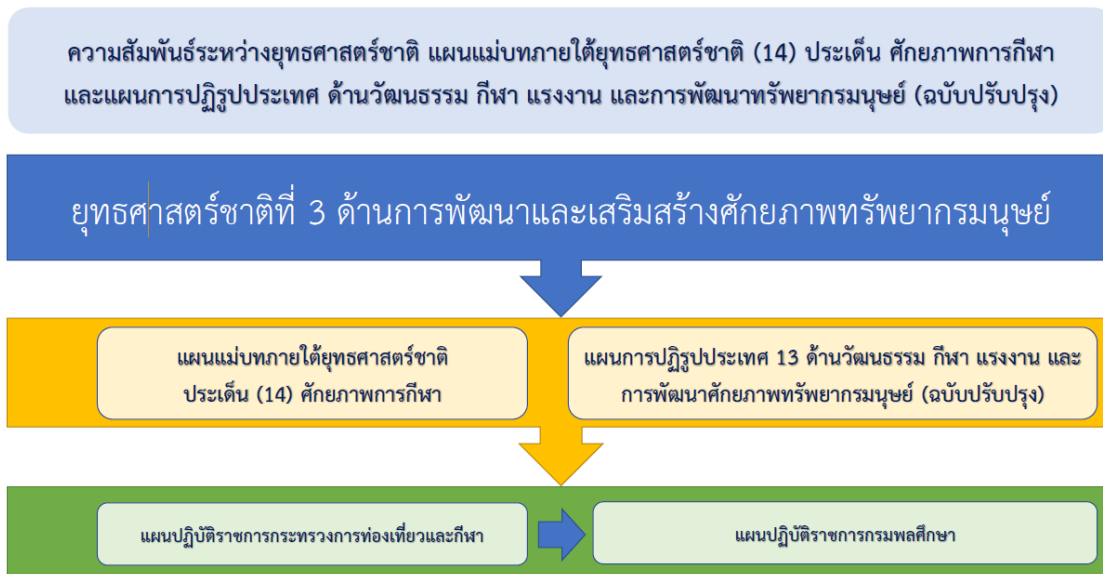 ความสัมพันธ์ระหว่างยุทธศาสตร์ชาติ แผนแม่บทภายใต้ยุทธศาสตร์ชาติ (14) ประเด็น ศักยภาพการกีฬา
และแผนการปฏิรูปประเทศ ด้านวัฒนธรรม กีฬา แรงงาน และการพัฒนาทรัพยากรมนุษย์ (ฉบับปรับปรุง)
ยุทธศาสตร์ชาติที่ 3 ด้านการพัฒนาและเสริมสร้างศักยภาพทรัพยากรมนุษย์
แผนแม่บทภายใต้ยุทธศาสตร์ชาติ
ประเด็น (14) ศักยภาพการกีฬา
แผนการปฏิรูปประเทศ 13 ด้านวัฒนธรรม กีฬา แรงงาน และ
การพัฒนาศักยภาพทรัพยากรมนุษย์ (ฉบับปรับปรุง)
แผนปฏิบัติราชการกระทรวงการท่องเที่ยวและกีฬา
แผนปฏิบัติราชการกรมพลศึกษา